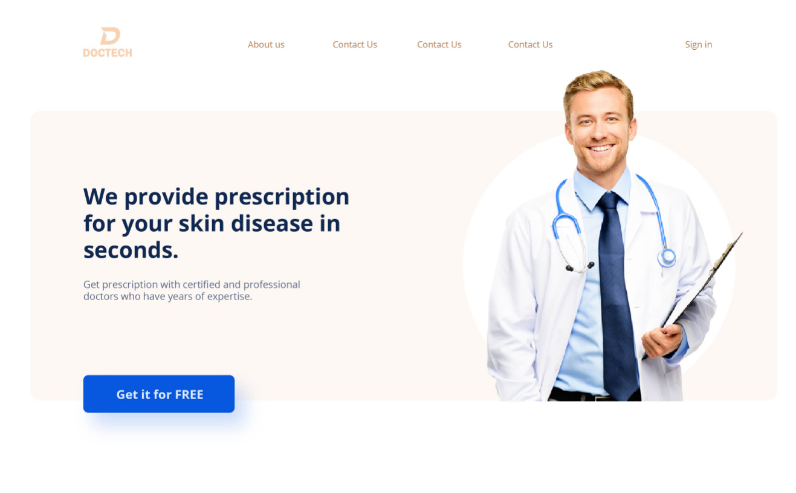 DOCTECH
About us
Contact Us
Contact Us
Contact Us
Sign in
We provide prescription
for your skin disease in
seconds.
Get prescription with certified and professional
doctors who have years of expertise.
Get it for FREE